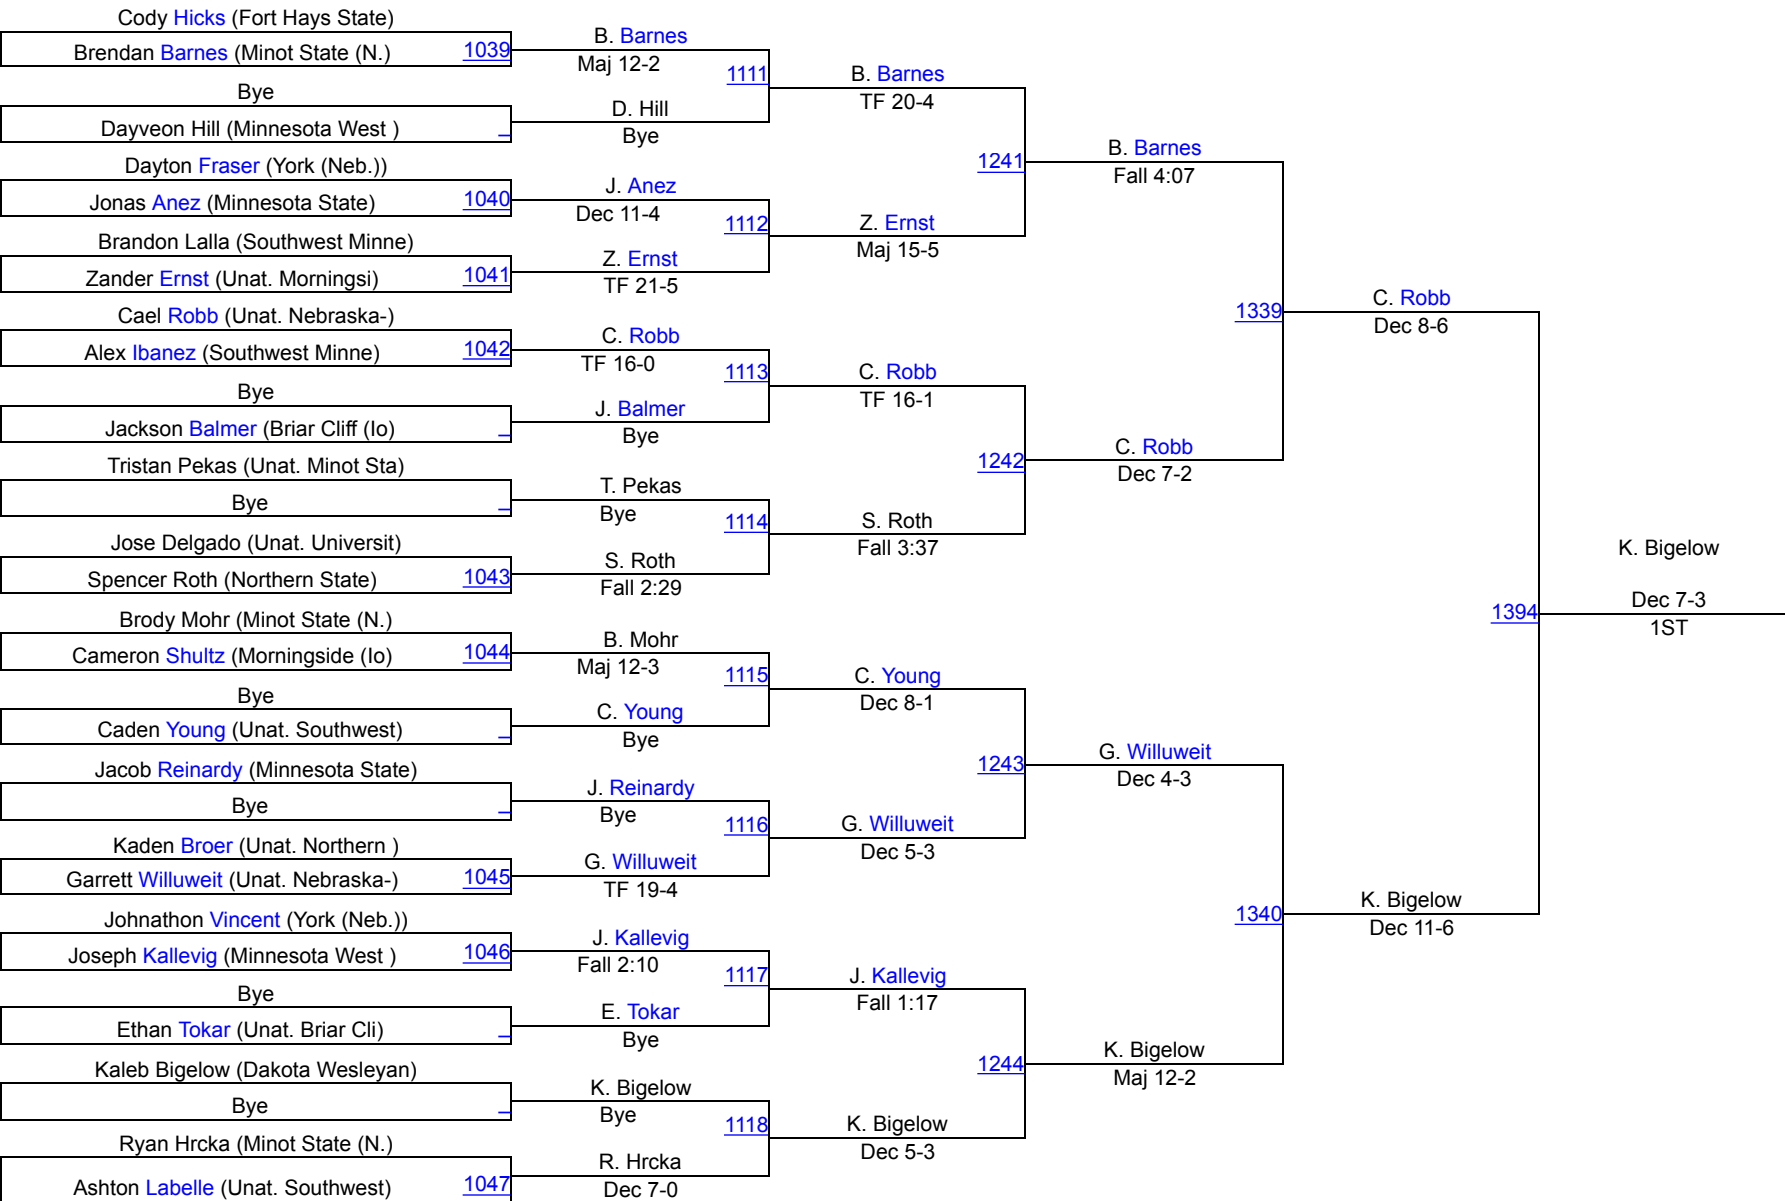 Cody Hicks (Fort Hays State)
Brendan Barnes (Minot State (N.)
1039
Bye
Dayveon Hill (Minnesota West )
Dayton Fraser (York (Neb.))
Jonas Anez (Minnesota State)
1040
Brandon Lalla (Southwest Minne)
Zander Ernst (Unat. Morningsi)
1041
Cael Robb (Unat. Nebraska-)
Alex Ibanez (Southwest Minne)
1042
Bye
Jackson Balmer (Briar Cliff (Io)
Tristan Pekas (Unat. Minot Sta)
Bye
Jose Delgado (Unat. Universit)
Spencer Roth (Northern State)
1043
Brody Mohr (Minot State (N.)
Cameron Shultz (Morningside (Io)
1044
Bye
Caden Young (Unat. Southwest)
Jacob Reinardy (Minnesota State)
Bye
Kaden Broer (Unat. Northern )
Garrett Willuweit (Unat. Nebraska-)
1045
Johnathon Vincent (York (Neb.))
Joseph Kallevig (Minnesota West )
1046
Bye
Ethan Tokar (Unat. Briar Cli)
Kaleb Bigelow (Dakota Wesleyan)
Bye
Ryan Hrcka (Minot State (N.)
Ashton Labelle (Unat. Southwest)
1047
B. Barnes
Maj 12-2
1111
D. Hill
Bye
J. Anez
Dec 11-4
1112
Z. Ernst
TF 21-5
C. Robb
TF 16-0
1113
J. Balmer
Bye
T. Pekas
Bye
1114
S. Roth
Fall 2:29
B. Mohr
Maj 12-3
1115
C. Young
Bye
J. Reinardy
Bye
1116
G. Willuweit
TF 19-4
J. Kallevig
Fall 2:10
1117
E. Tokar
Bye
K. Bigelow
Bye
1118
R. Hrcka
Dec 7-0
B. Barnes
TF 20-4
1241
Z. Ernst
Maj 15-5
C. Robb
TF 16-1
1242
S. Roth
Fall 3:37
C. Young
Dec 8-1
1243
G. Willuweit
Dec 5-3
J. Kallevig
Fall 1:17
1244
K. Bigelow
Dec 5-3
B. Barnes
Fall 4:07
1339
C. Robb
Dec 7-2
G. Willuweit
Dec 4-3
1340
K. Bigelow
Maj 12-2
C. Robb
Dec 8-6
1394
K. Bigelow
Dec 11-6
K. Bigelow
Dec 7-3
1ST